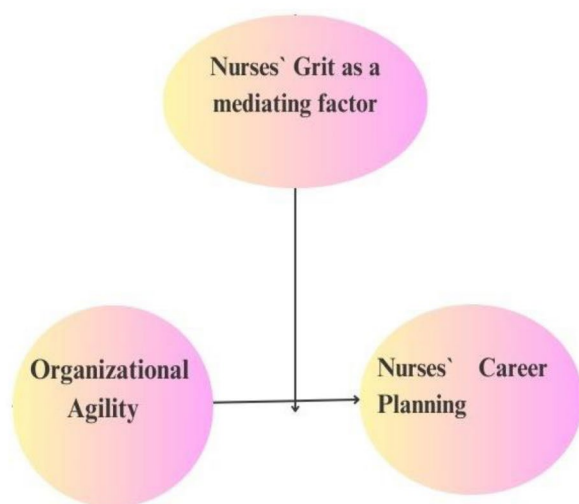 Nurses` Grit as a
mediating factor
Organizational
Agility
Nurses` Career
Planning